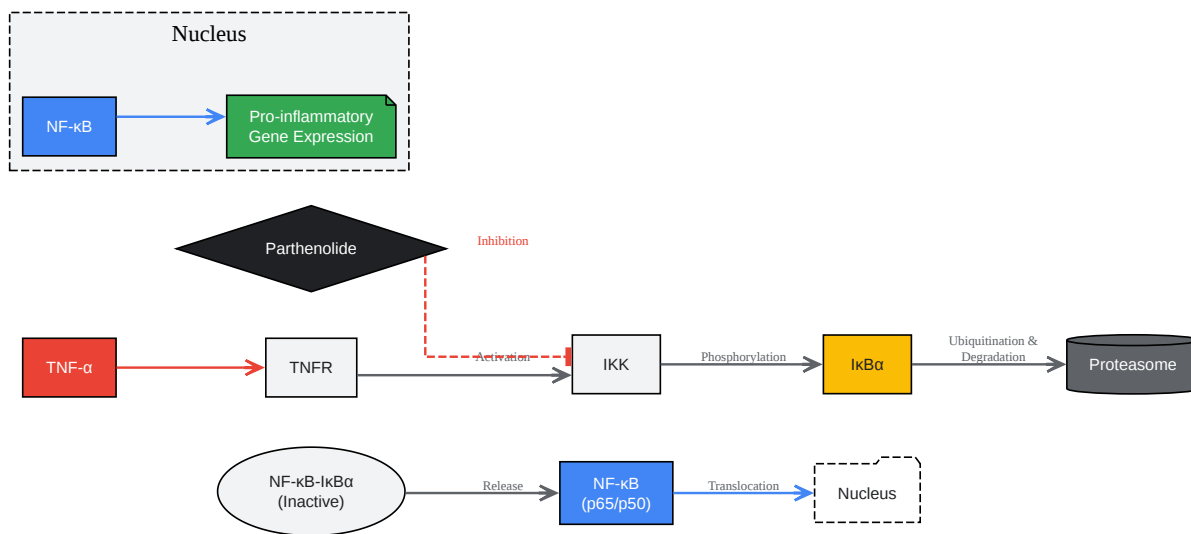 Nucleus
NF-κB
Pro-inflammatory
Gene Expression
Parthenolide
Inhibition
TNF-α
TNFR
Activation
IKK
Phosphorylation
IκBα
Ubiquitination &
Degradation
Proteasome
NF-κB-IκBα
(Inactive)
Release
NF-κB
(p65/p50)
Translocation
Nucleus